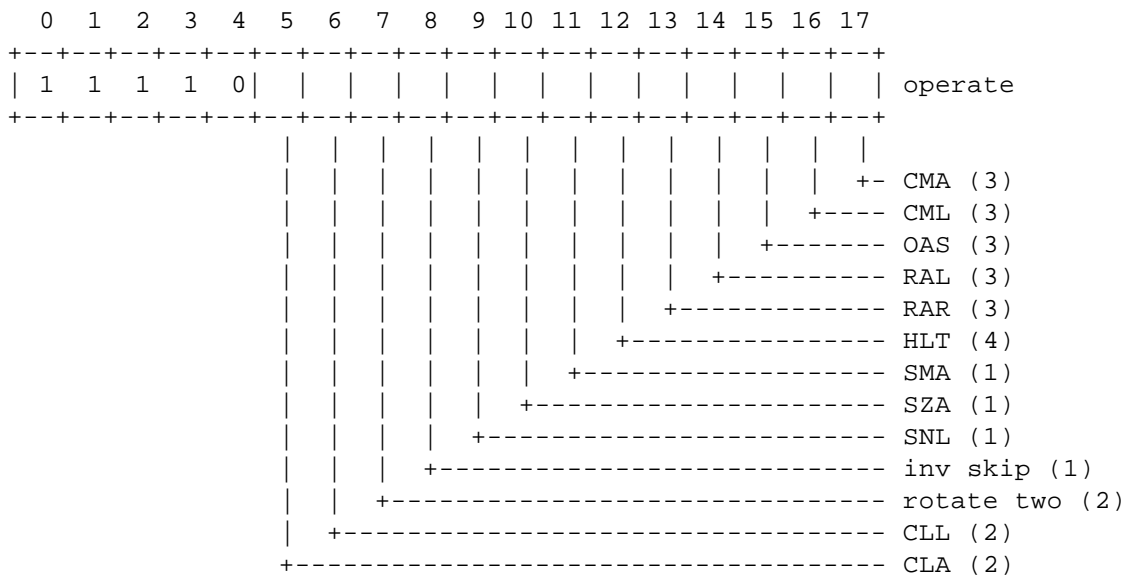 0 1 2 3 4 5 6 7 8 9 10 11 12 13 14 15 16 17
1 1 1 1 0 operate
CMA (3)
CML (3)
OAS (3)
RAL (3)
RAR (3)
HLT (4)
SMA (1)
SZA (1)
SNL (1)
inv skip (1)
rotate two (2)
CLL (2)
CLA (2)